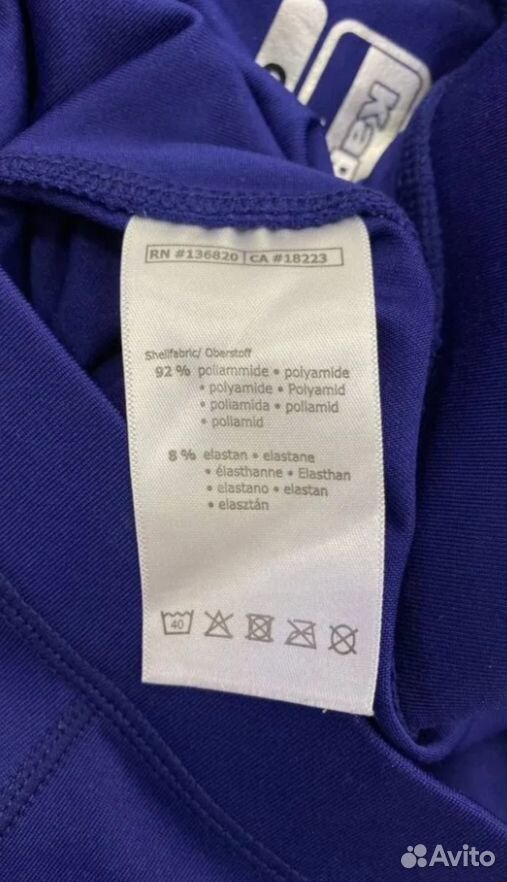 Kap
RN #136820 | CA #18223
Shellfabric/ Oberstoff
92 % poliammide • polyamide
• polyamide • Polyamid
• poliamida • poliamid
• poliamid
8 % elastan • elastane
• élasthanne • Elasthan
• elastano • elastan
• elasztán
40
Avito